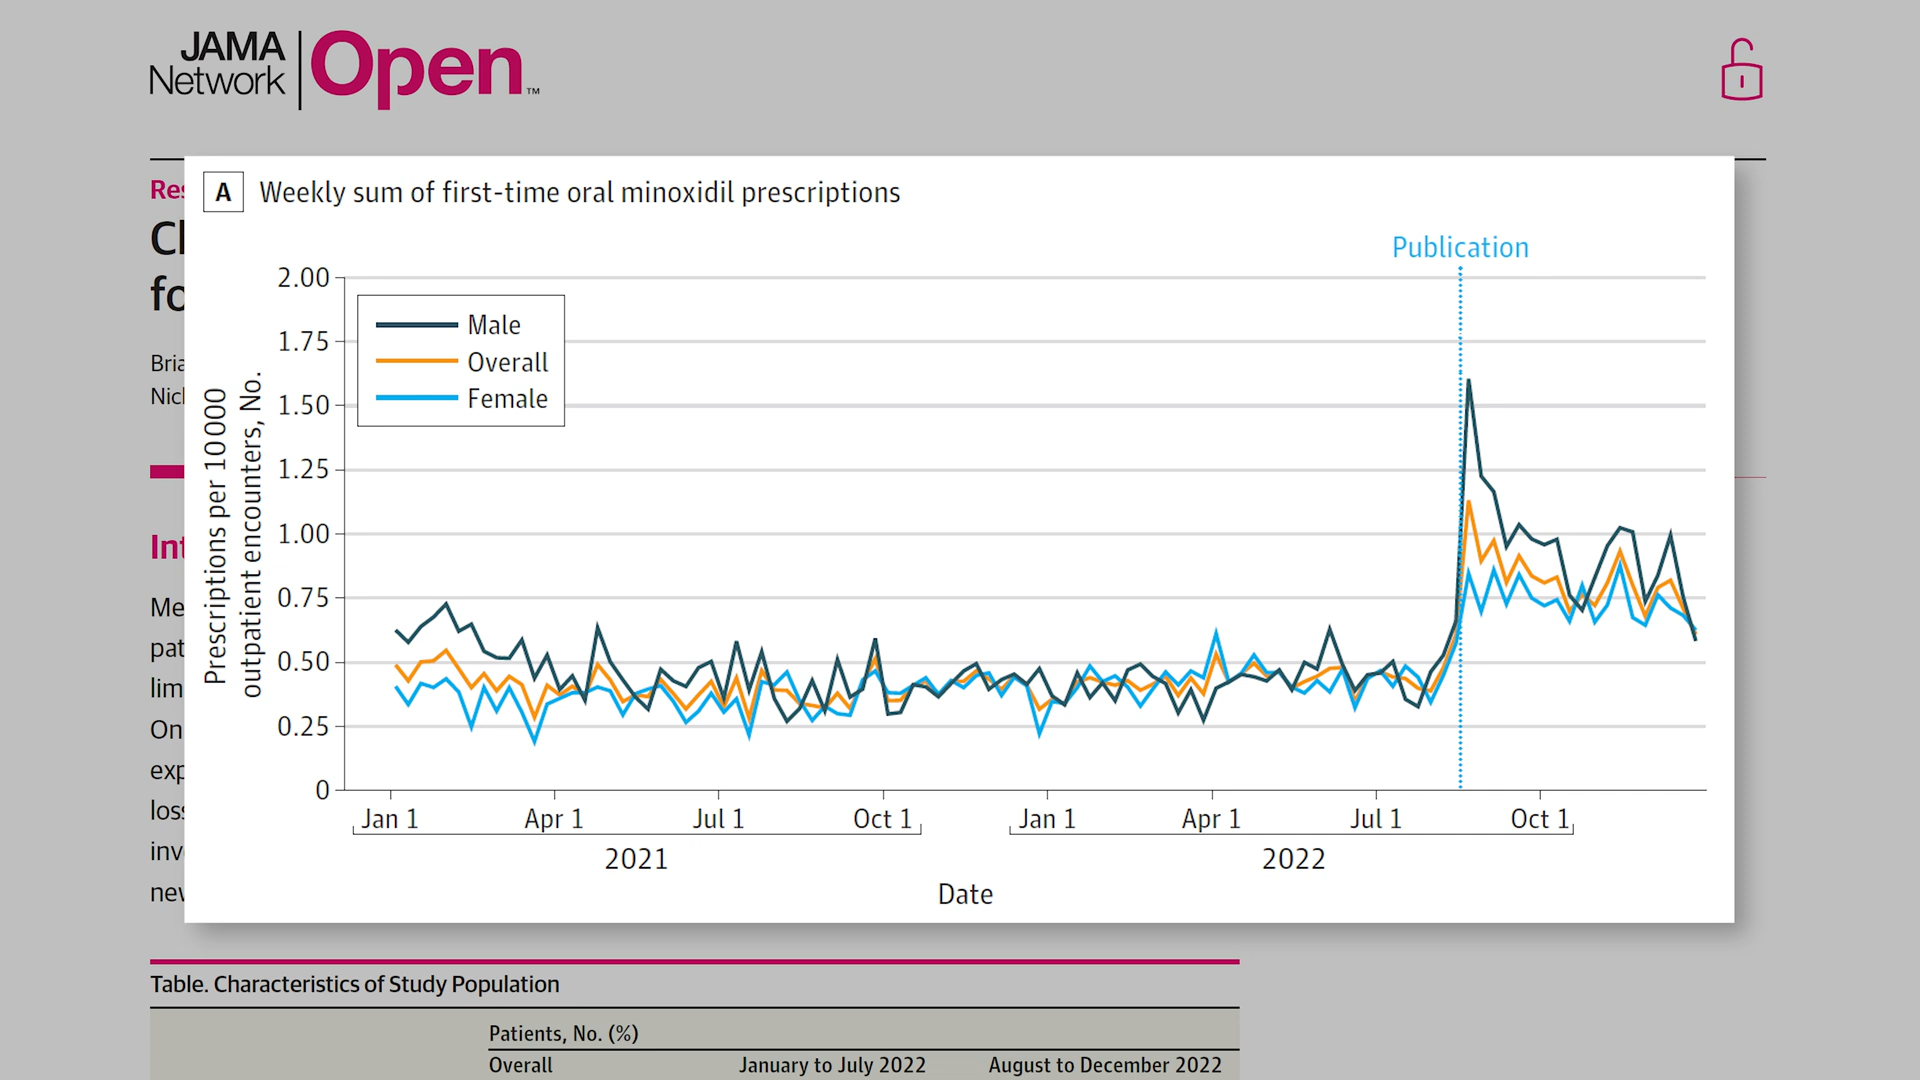 JAMA
Network
Open™
A Weekly sum of first-time oral minoxidil prescriptions
Publication
Prescriptions per 10 000
outpatient encounters, No.
2.00
1.75
1.50
1.25
1.00
0.75
0.50
0.25
0
Male
Overall
Female
Jan 1 Apr 1 Jul 1 Oct 1 Jan 1 Apr 1 Jul 1 Oct 1
2021 2022
Date
Table. Characteristics of Study Population
Patients, No. (%)
Overall January to July 2022 August to December 2022